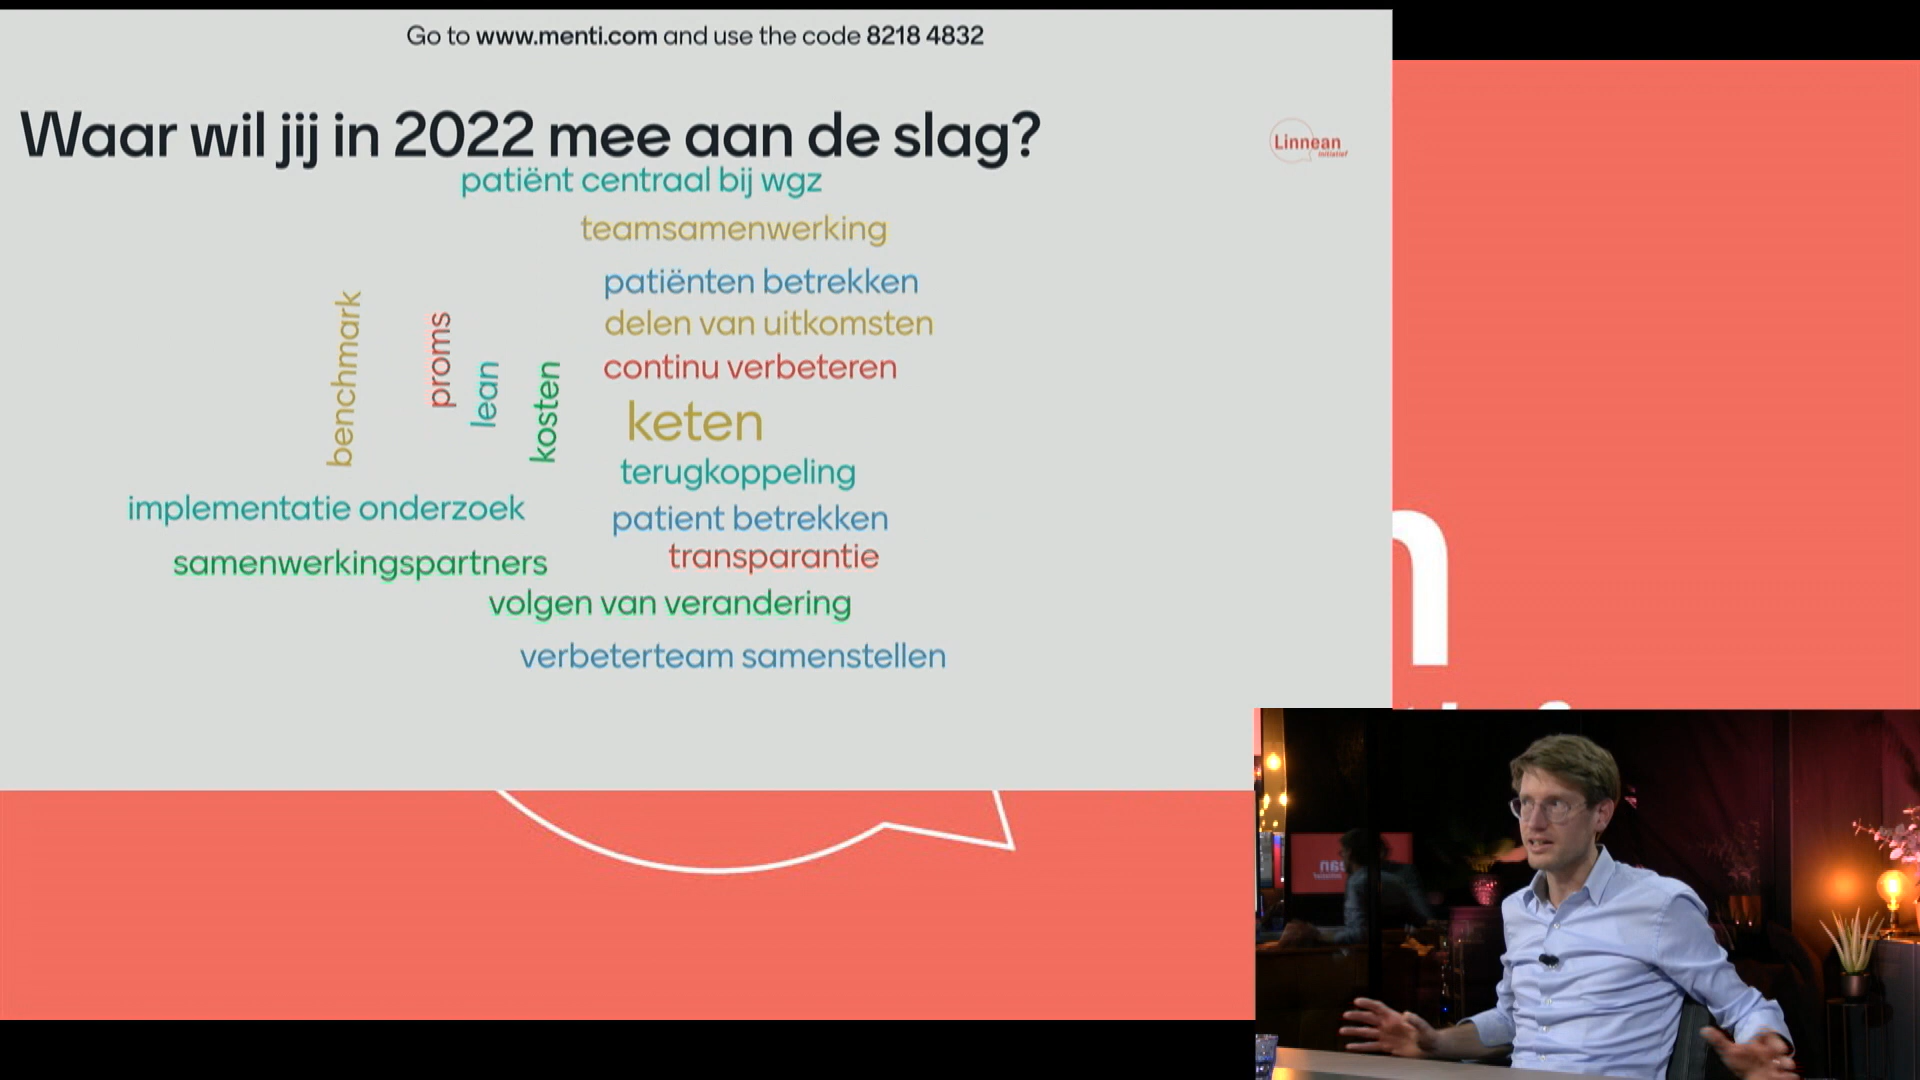 Go to www.menti.com and use the code 8218 4832
Waar wil jij in 2022 mee aan de slag?
Linnean
initiatief
patiënt centraal bij wgz
teamsamenwerking
patiënten betrekken
delen van uitkomsten
continu verbeteren
benchmark
proms
lean
kosten
keten
terugkoppeling
implementatie onderzoek
patient betrekken
transparantie
samenwerkingspartners
volgen van verandering
verbeterteam samenstellen